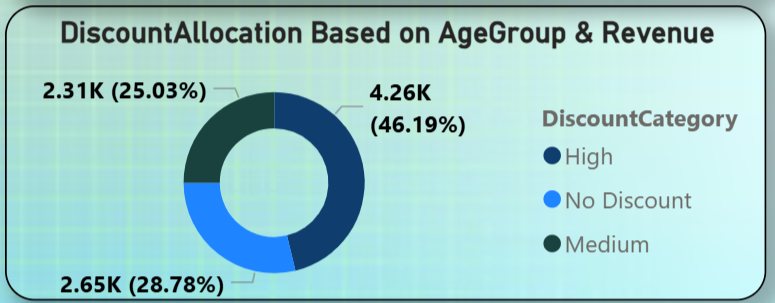 DiscountAllocation Based on AgeGroup & Revenue
2.31K (25.03%)
4.26K
(46.19%)
2.65K (28.78%)
DiscountCategory
High
No Discount
Medium